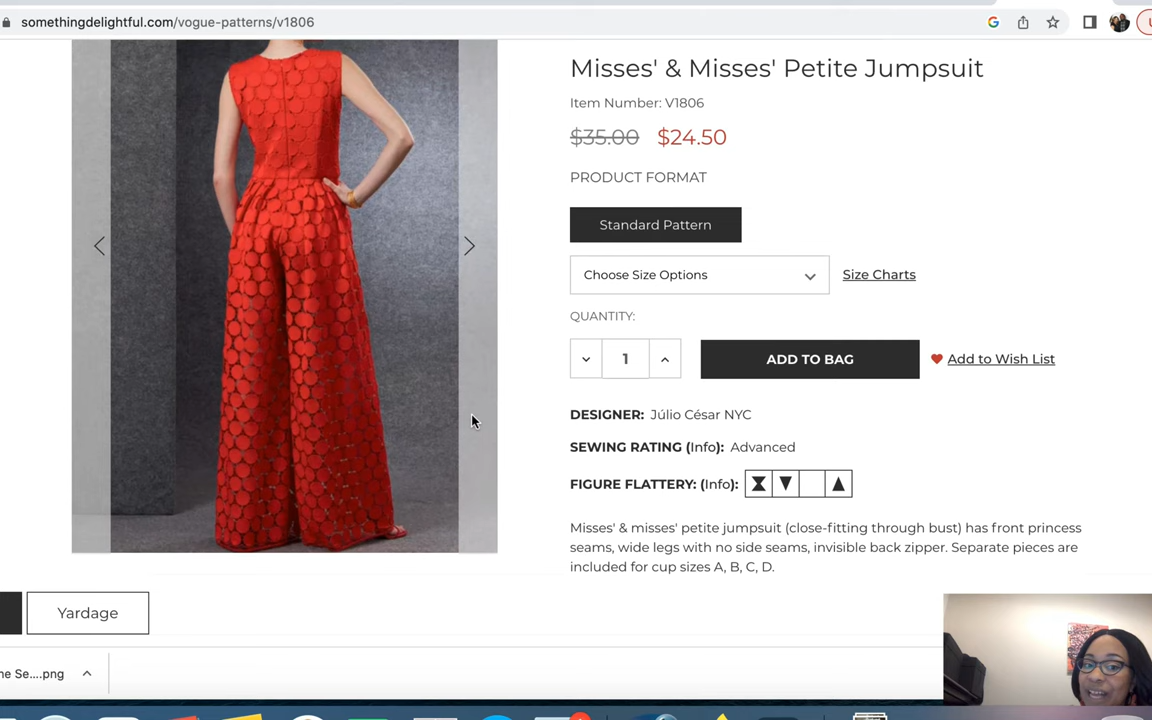 somethingdelightful.com/vogue-patterns/v1806
Misses' & Misses' Petite Jumpsuit
Item Number: V1806
$35.00 $24.50
PRODUCT FORMAT
Standard Pattern
Choose Size Options
Size Charts
QUANTITY:
1
ADD TO BAG
Add to Wish List
DESIGNER: Júlio César NYC
SEWING RATING (Info): Advanced
FIGURE FLATTERY: (Info):
Misses' & misses' petite jumpsuit (close-fitting through bust) has front princess
seams, wide legs with no side seams, invisible back zipper. Separate pieces are
included for cup sizes A, B, C, D.
Yardage
ne Se....png